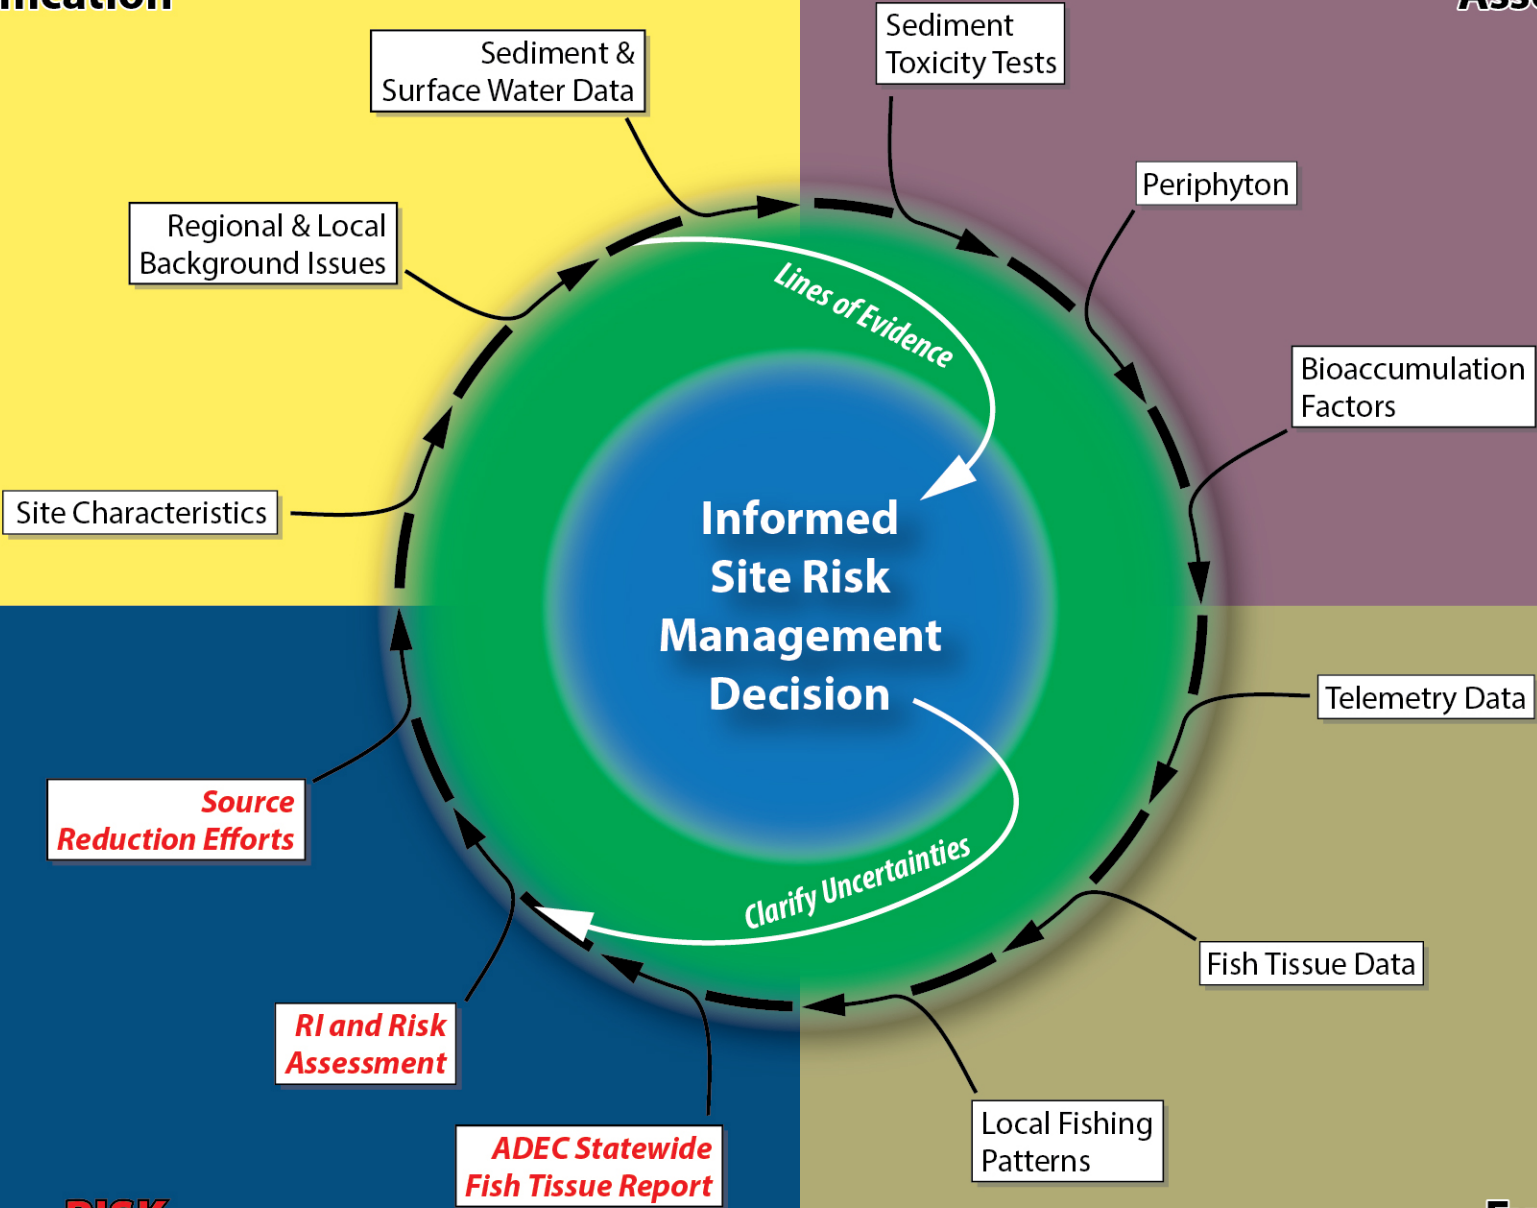 Sediment &
Surface Water Data
Sediment
Toxicity Tests
Periphyton
Regional & Local
Background Issues
Lines of Evidence
Bioaccumulation
Factors
Site Characteristics
Informed
Site Risk
Management
Decision
Telemetry Data
Source
Reduction Efforts
Clarify Uncertainties
Fish Tissue Data
RI and Risk
Assessment
Local Fishing
Patterns
ADEC Statewide
Fish Tissue Report
RISK